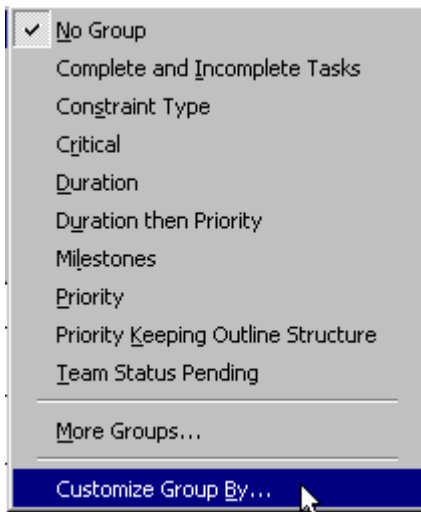 No Group
Complete and Incomplete Tasks
Constraint Type
Critical
Duration
Duration then Priority
Milestones
Priority
Priority Keeping Outline Structure
Team Status Pending
More Groups...
Customize Group By...